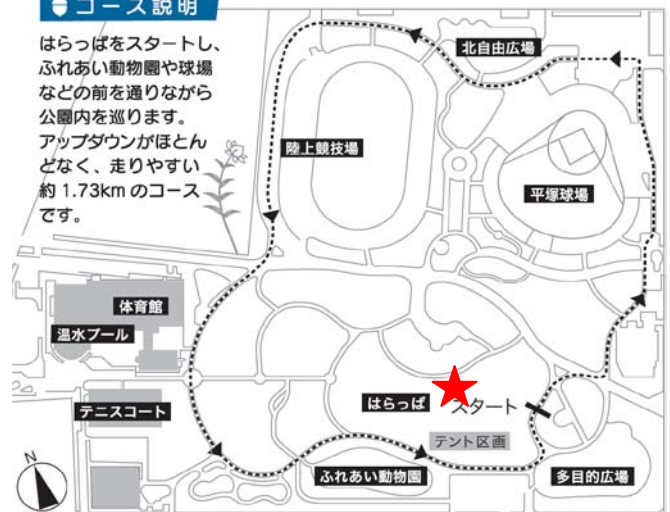 コース説明
はらっぱをスタートし、
ふれあい動物園や球場
などの前を通りながら
公園内を巡ります。
アップダウンがほとん
どなく、走りやすい
約1.73kmのコース
です。
北自由広場
陸上競技場
平塚球場
体育館
温水プール
はらっぱ
スタート
テニスコート
テント区画
ふれあい動物園
多目的広場
N